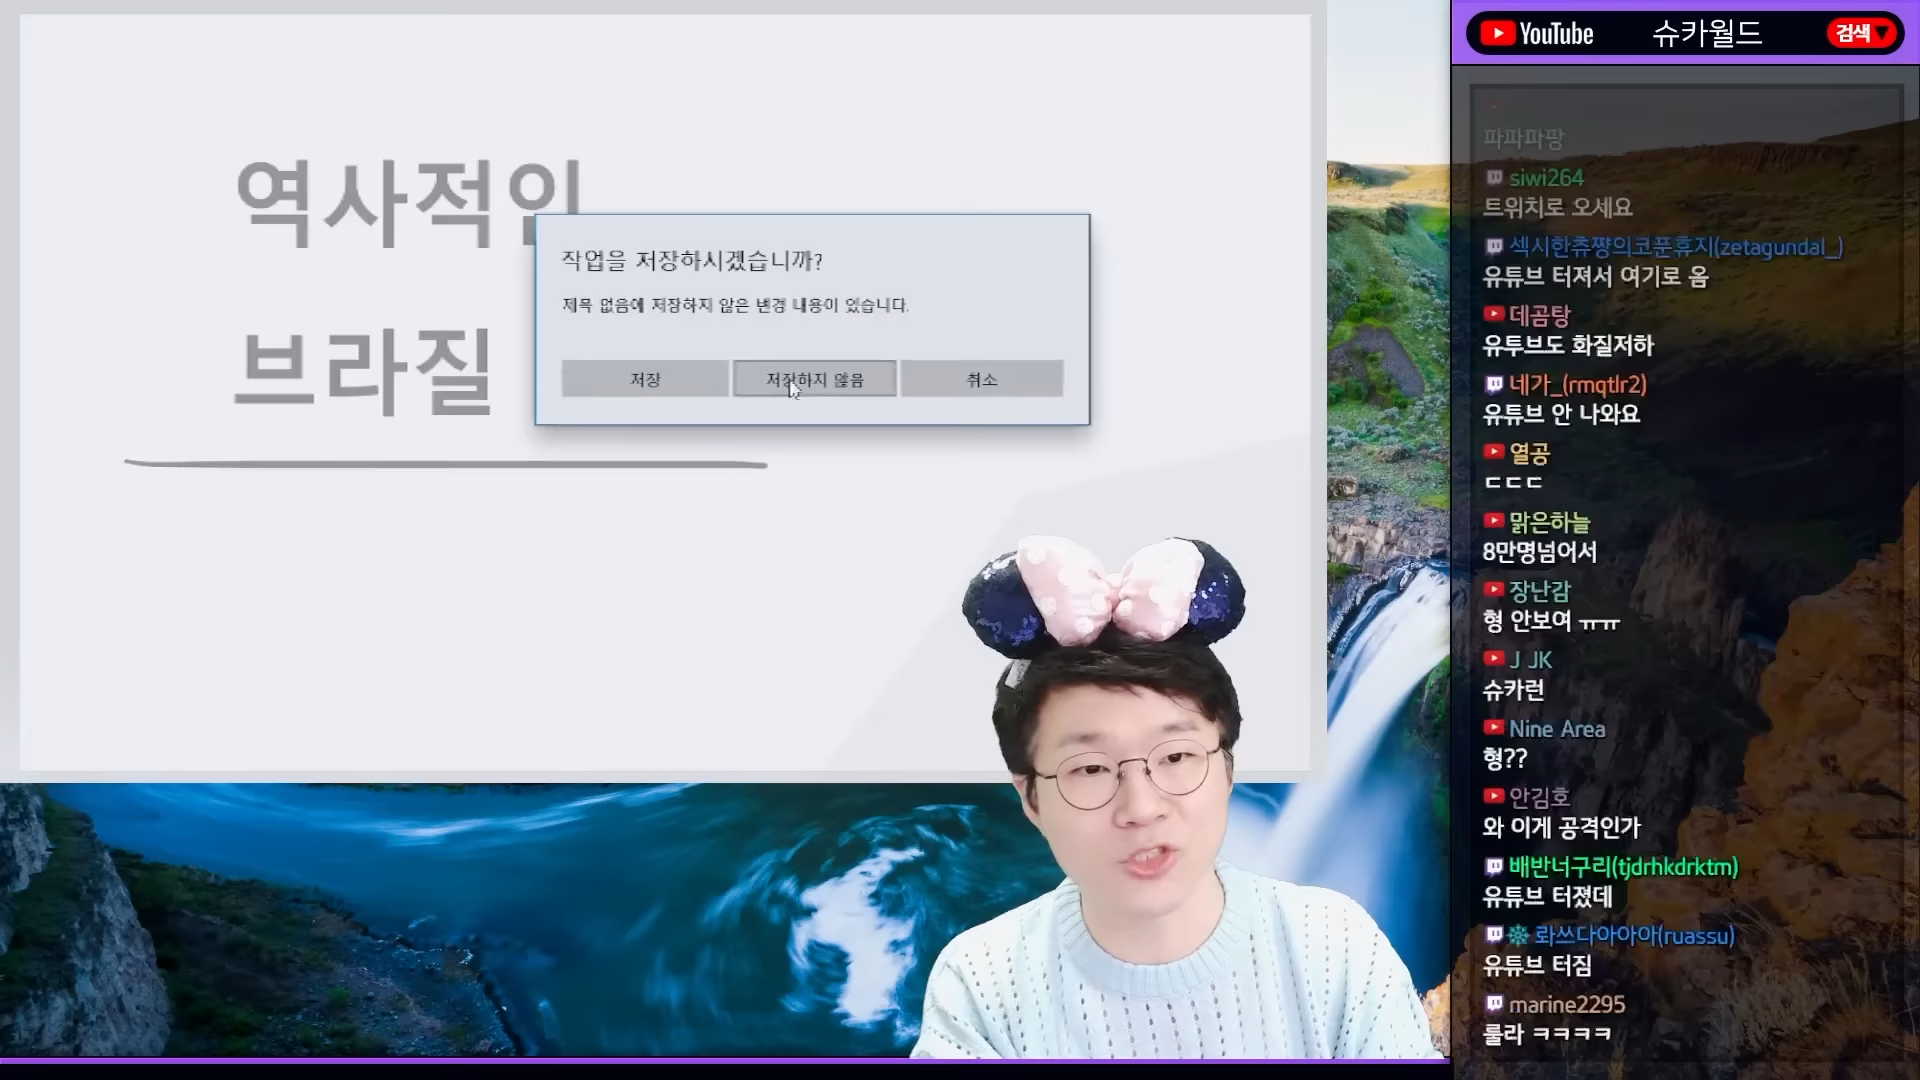 역사적인
브라질
작업을 저장하시겠습니까?
제목 없음에 저장하지 않은 변경 내용이 있습니다.
저장
저장하지 않음
취소
YouTube
슈카월드
검색▼
파파파팡
siwi264
트위치로 오세요
섹시한츄쨩의코푼휴지(zetagundal_)
유튜브 터져서 여기로 옴
데곰탕
유투브도 화질저하
네가_(rmqtlr2)
유튜브 안 나와요
열공
ㄷㄷㄷ
맑은하늘
8만명넘어서
장난감
형 안보여 ㅠㅠ
J JK
슈카런
Nine Area
형??
안김호
와 이게 공격인가
배반너구리(tjdrhkdrktm)
유튜브 터졌데
롸쓰다아아아(ruassu)
유튜브 터짐
marine2295
룰라 ㅋㅋㅋㅋ